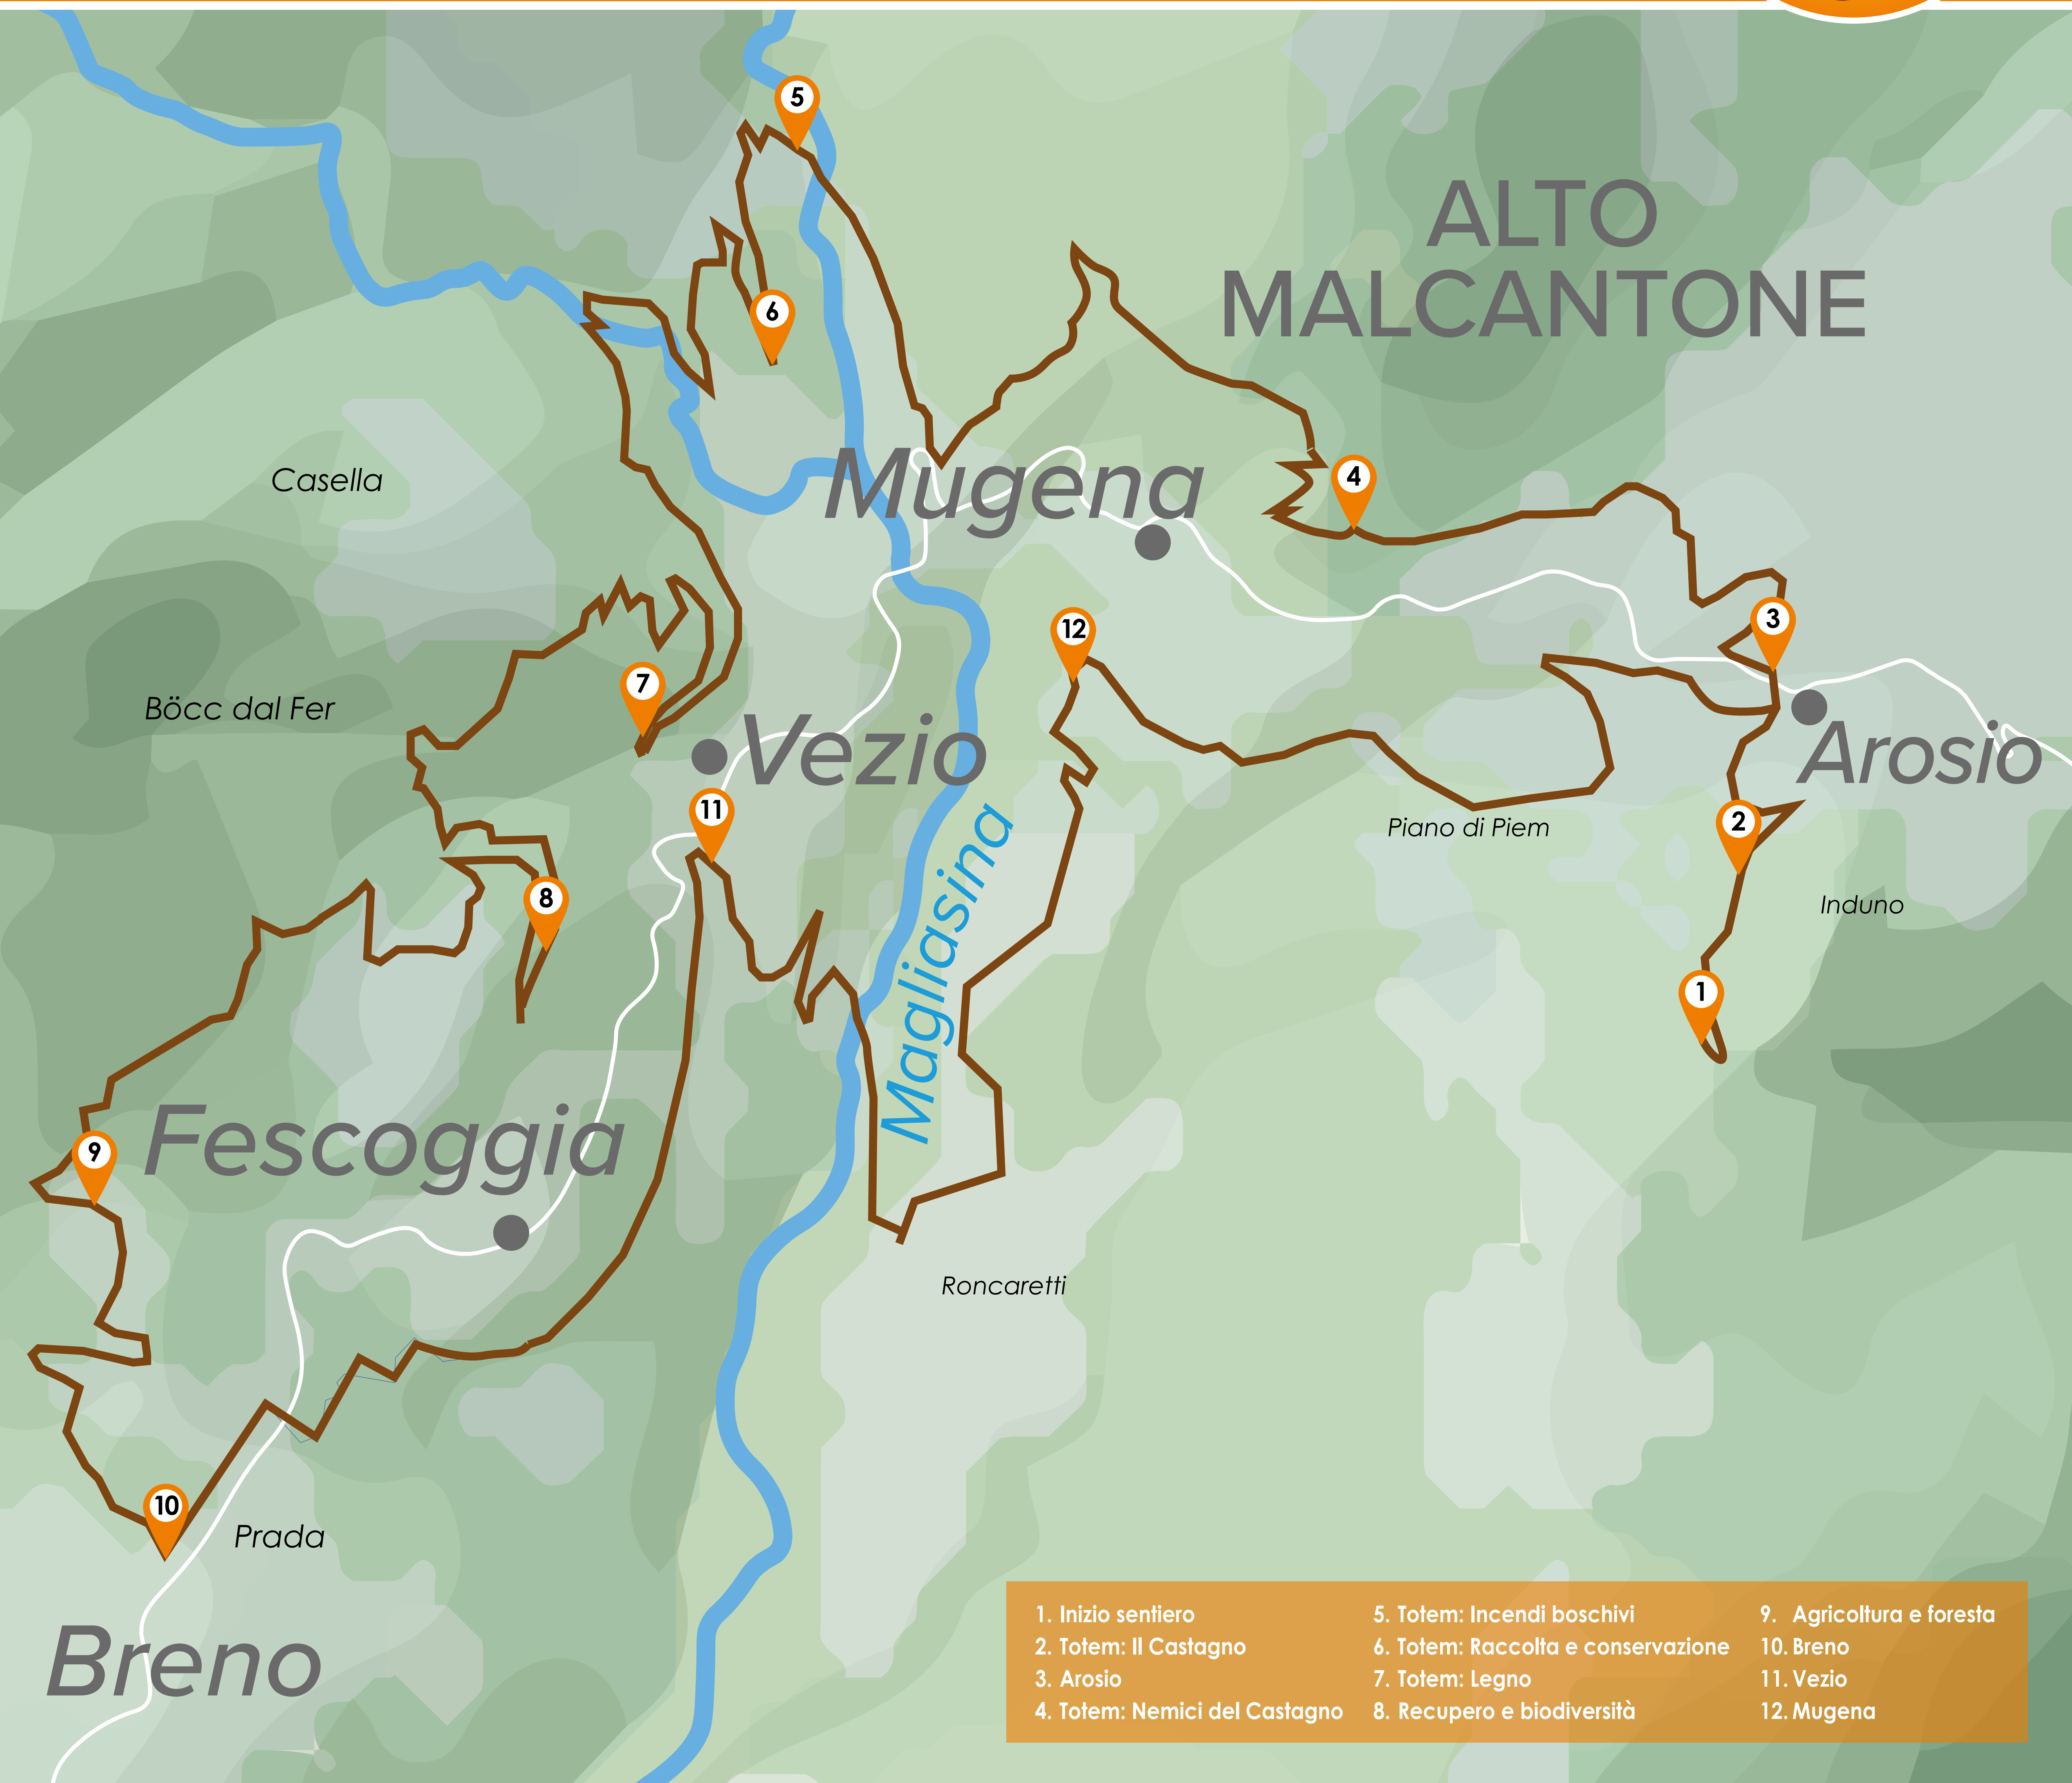 5
ALTO
MALCANTONE
6
Casella
Mugena
4
3
12
7
Böcc dal Fer
Vezio
Arosio
11
2
Piano di Piem
8
Induno
Magliasina
1
Fescoggia
9
Roncaretti
10
Prada
Breno
1. Inizio sentiero
2. Totem: Il Castagno
3. Arosio
4. Totem: Nemici del Castagno
5. Totem: Incendi boschivi
6. Totem: Raccolta e conservazione
7. Totem: Legno
8. Recupero e biodiversità
9. Agricoltura e foresta
10. Breno
11. Vezio
12. Mugena